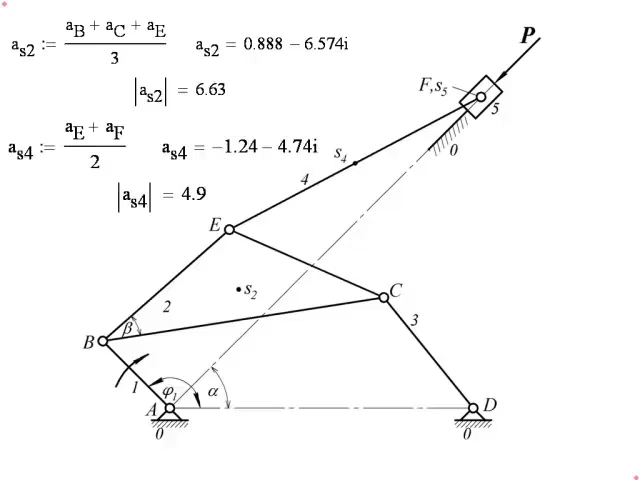 a_s2 := (a_B + a_C + a_E)/3    a_s2 = 0.888 − 6.574i
|a_s2| = 6.63
a_s4 := (a_E + a_F)/2    a_s4 = −1.24 − 4.74i
|a_s4| = 4.9
P
F,s5
5
0
s4
4
E
s2
C
2
3
β
B
1
φ1
α
A
D
0
0